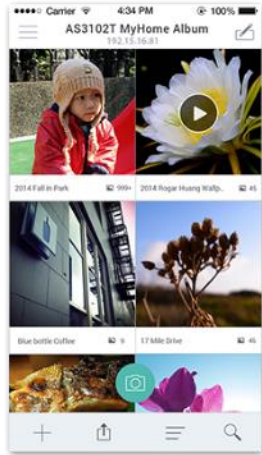 Carrier 4:34 PM 100%
AS3102T MyHome Album
192.15.16.81
2014 Fall in Park 999+
2014 Rogar Huang Wallp.. 45
Blue bottle Coffee 9
17 Mile Drive 45